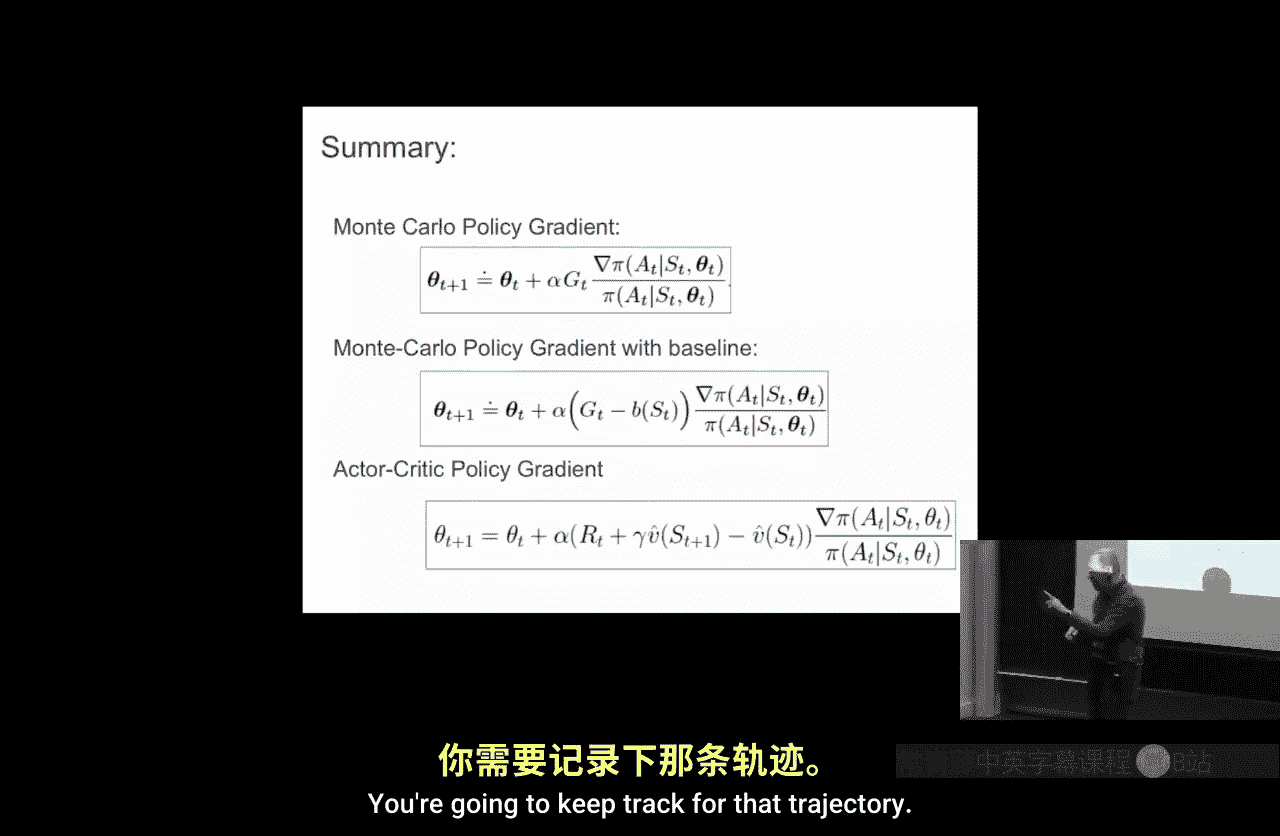 Summary:
Monte Carlo Policy Gradient:
θ_{t+1} ≐ θ_t + αG_t ∇π(A_t|S_t, θ_t) / π(A_t|S_t, θ_t).
Monte-Carlo Policy Gradient with baseline:
θ_{t+1} ≐ θ_t + α(G_t − b(S_t)) ∇π(A_t|S_t, θ_t) / π(A_t|S_t, θ_t)
Actor-Critic Policy Gradient
θ_{t+1} = θ_t + α(R_t + γv̂(S_{t+1}) − v̂(S_t)) ∇π(A_t|S_t, θ_t) / π(A_t|S_t, θ_t)
你需要记录下那条轨迹。
中英字幕课程 B站
You're going to keep track for that trajectory.